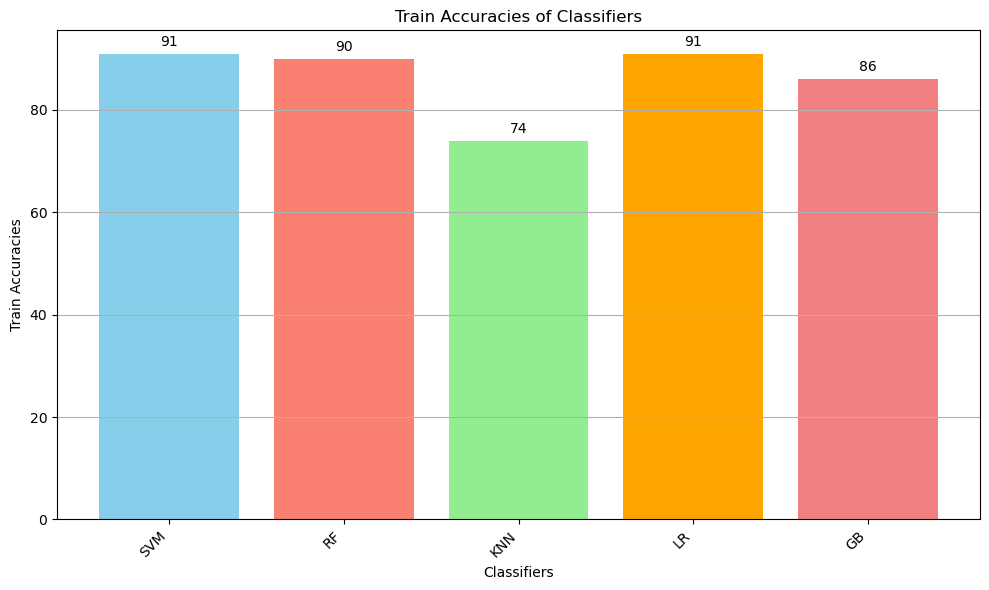 Train Accuracies of Classifiers
91
90
74
91
86
Train Accuracies
80
60
40
20
0
SVM
RF
KNN
LR
GB
Classifiers